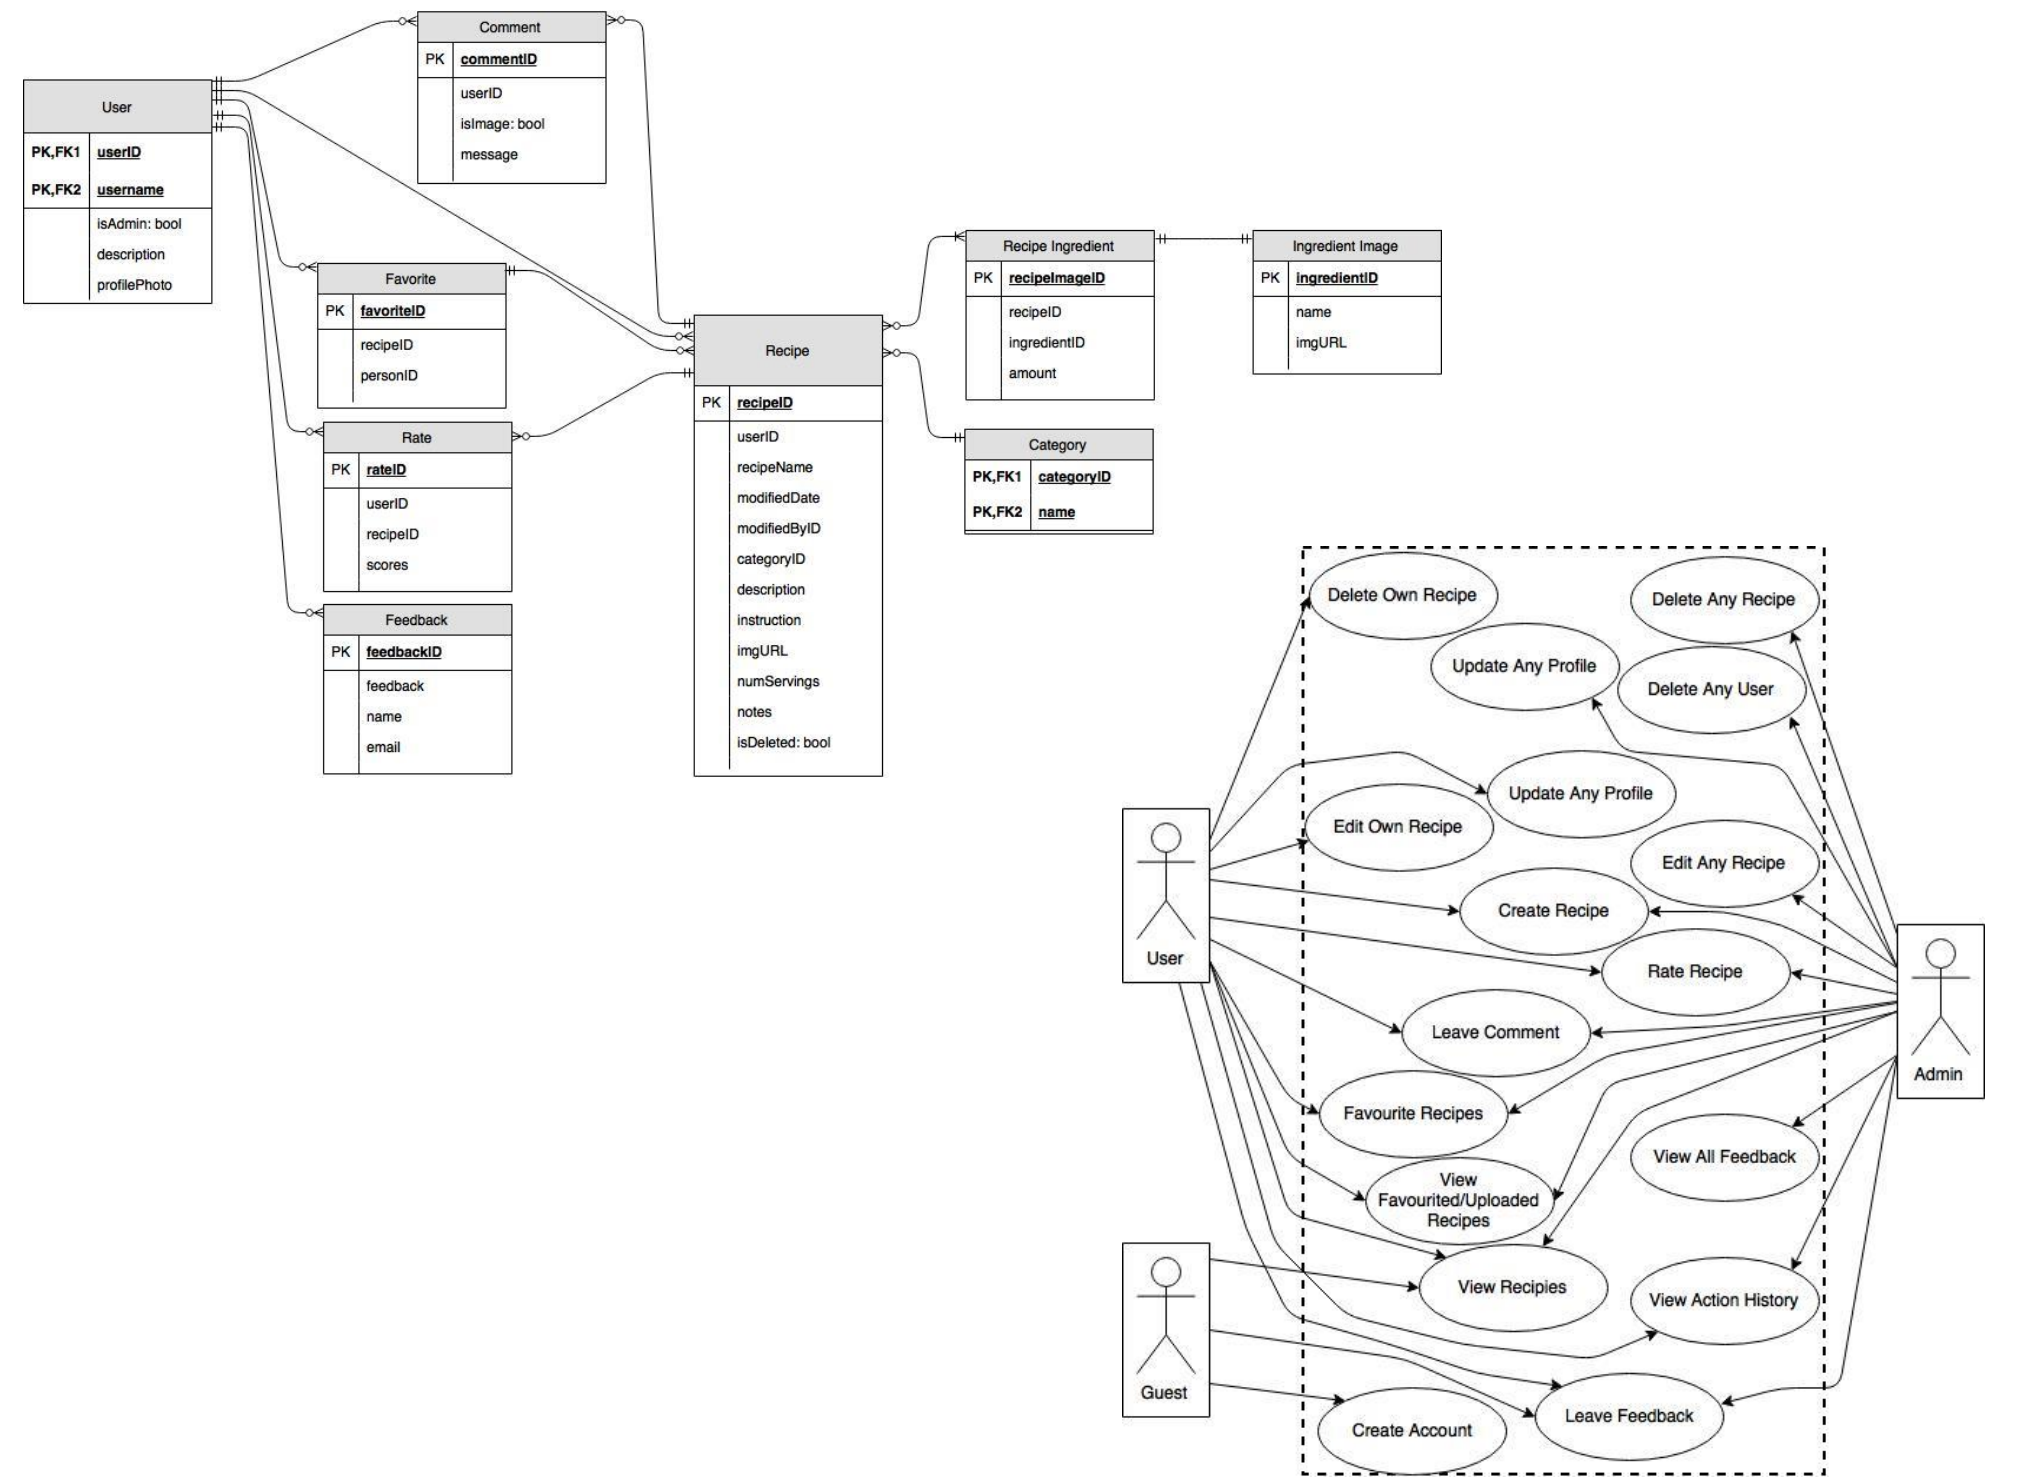 User
PK,FK1 userID
PK,FK2 username
isAdmin: bool
description
profilePhoto
Comment
PK commentID
userID
isImage: bool
message
Favorite
PK favoriteID
recipeID
personID
Rate
PK rateID
userID
recipeID
scores
Feedback
PK feedbackID
feedback
name
email
Recipe
PK recipeID
userID
recipeName
modifiedDate
modifiedByID
categoryID
description
instruction
imgURL
numServings
notes
isDeleted: bool
Recipe Ingredient
PK recipeImageID
recipeID
ingredientID
amount
Ingredient Image
PK ingredientID
name
imgURL
Category
PK,FK1 categoryID
PK,FK2 name
Delete Own Recipe
Delete Any Recipe
Update Any Profile
Delete Any User
Update Any Profile
Edit Own Recipe
Edit Any Recipe
Create Recipe
Rate Recipe
User
Leave Comment
Admin
Favourite Recipes
View All Feedback
View
Favourited/Uploaded
Recipes
View Recipies
View Action History
Guest
Leave Feedback
Create Account